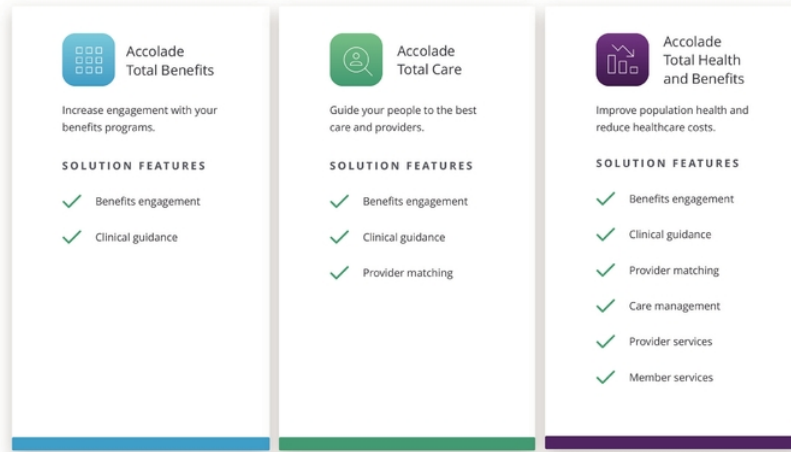 Accolade
Total Benefits
Increase engagement with your
benefits programs.
SOLUTION FEATURES
Benefits engagement
Clinical guidance
Accolade
Total Care
Guide your people to the best
care and providers.
SOLUTION FEATURES
Benefits engagement
Clinical guidance
Provider matching
Accolade
Total Health
and Benefits
Improve population health and
reduce healthcare costs.
SOLUTION FEATURES
Benefits engagement
Clinical guidance
Provider matching
Care management
Provider services
Member services